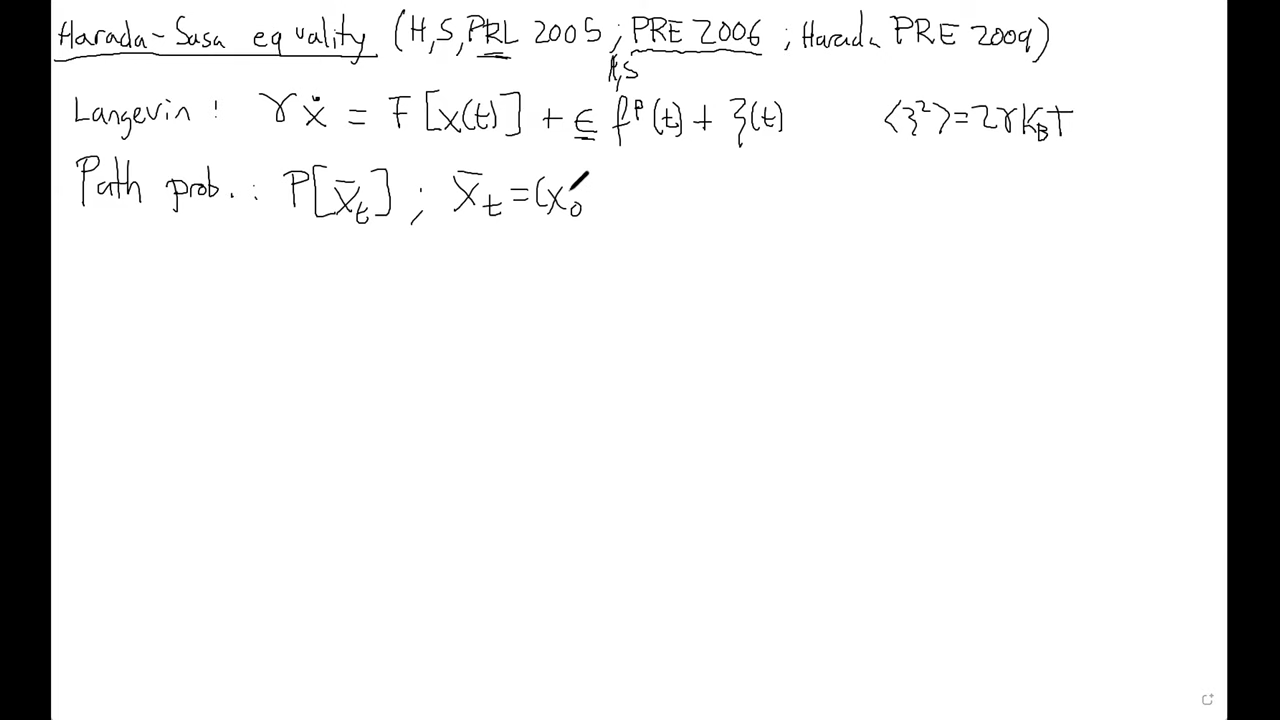 Harada-Sasa equality (H,S,PRL 2005 ; PRE 2006 ; Harada PRE 2009)
H,S
Langevin : γẋ = F[x(t)] + ϵ fᵖ(t) + ξ(t) ⟨ξ²⟩=2γk_BT
Path prob. : P[x̄_t] ; x̄_t = (x_0